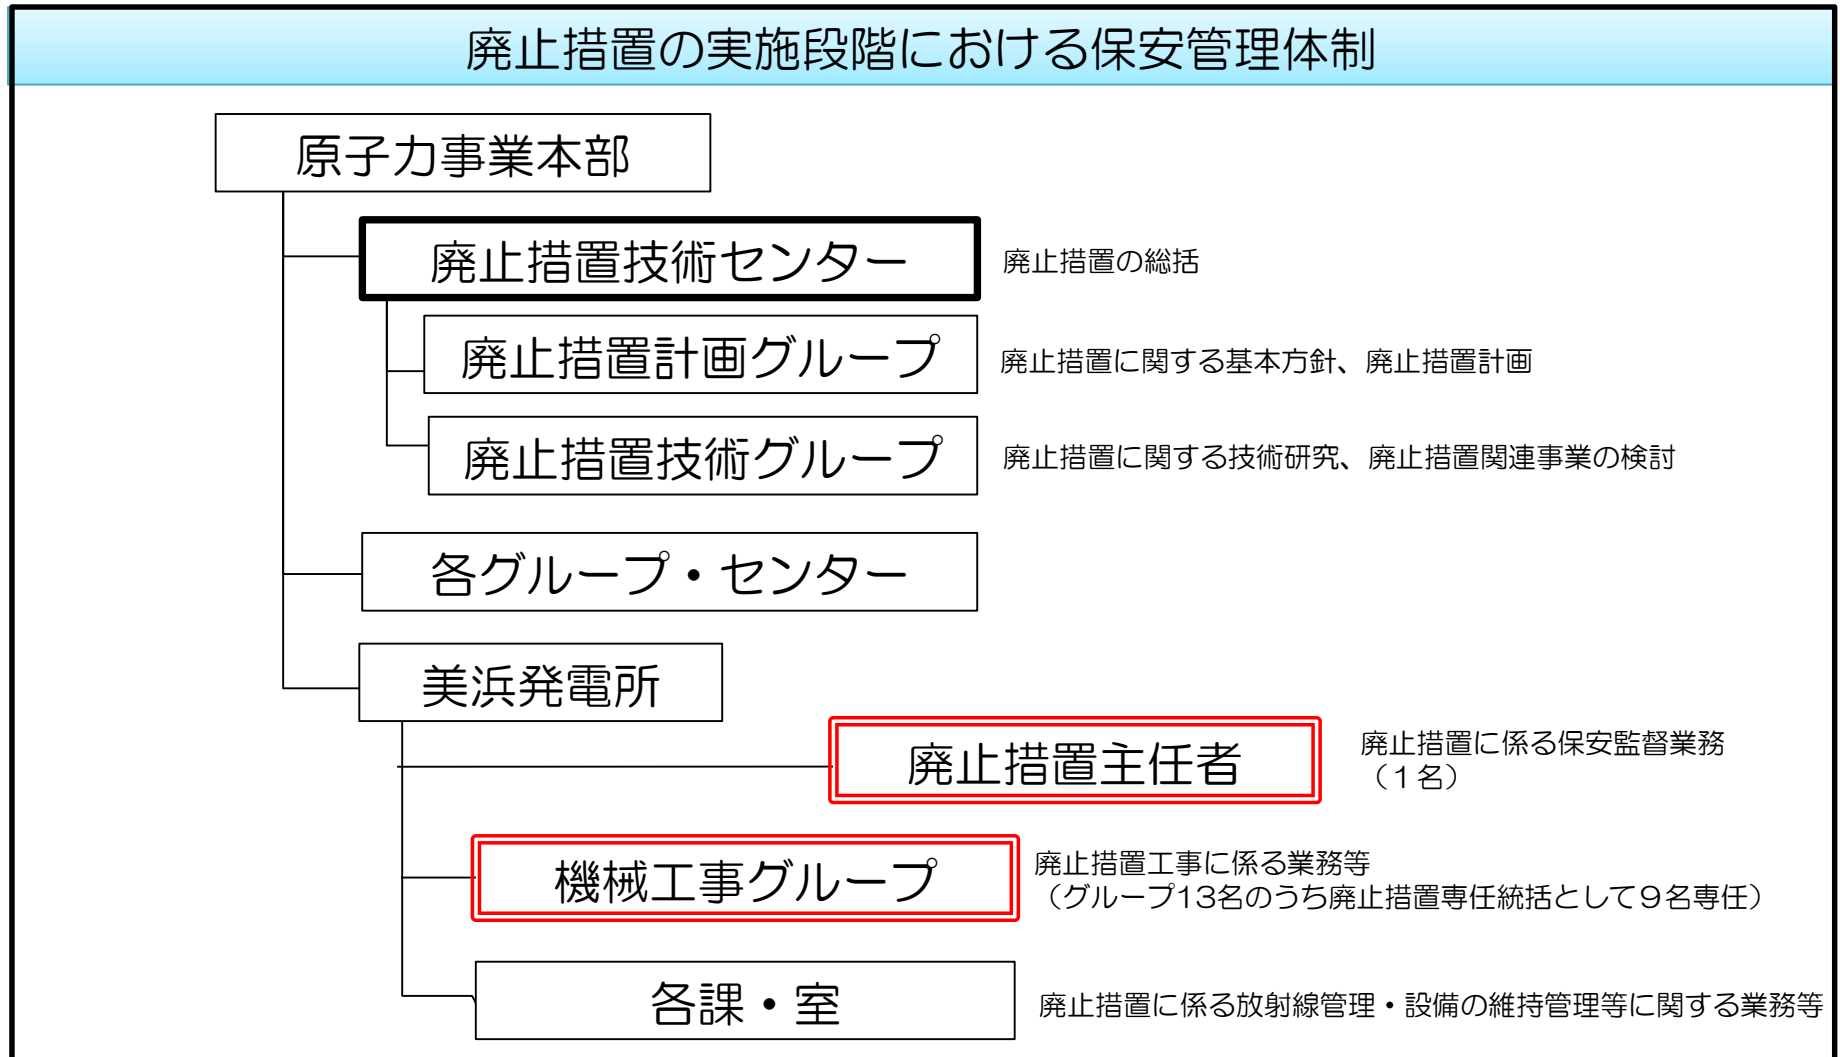 廃止措置の実施段階における保安管理体制
原子力事業本部
廃止措置技術センター
廃止措置の総括
廃止措置計画グループ
廃止措置に関する基本方針、廃止措置計画
廃止措置技術グループ
廃止措置に関する技術研究、廃止措置関連事業の検討
各グループ・センター
美浜発電所
廃止措置主任者
廃止措置に係る保安監督業務
（１名）
機械工事グループ
廃止措置工事に係る業務等
（グループ13名のうち廃止措置専任統括として９名専任）
各課・室
廃止措置に係る放射線管理・設備の維持管理等に関する業務等